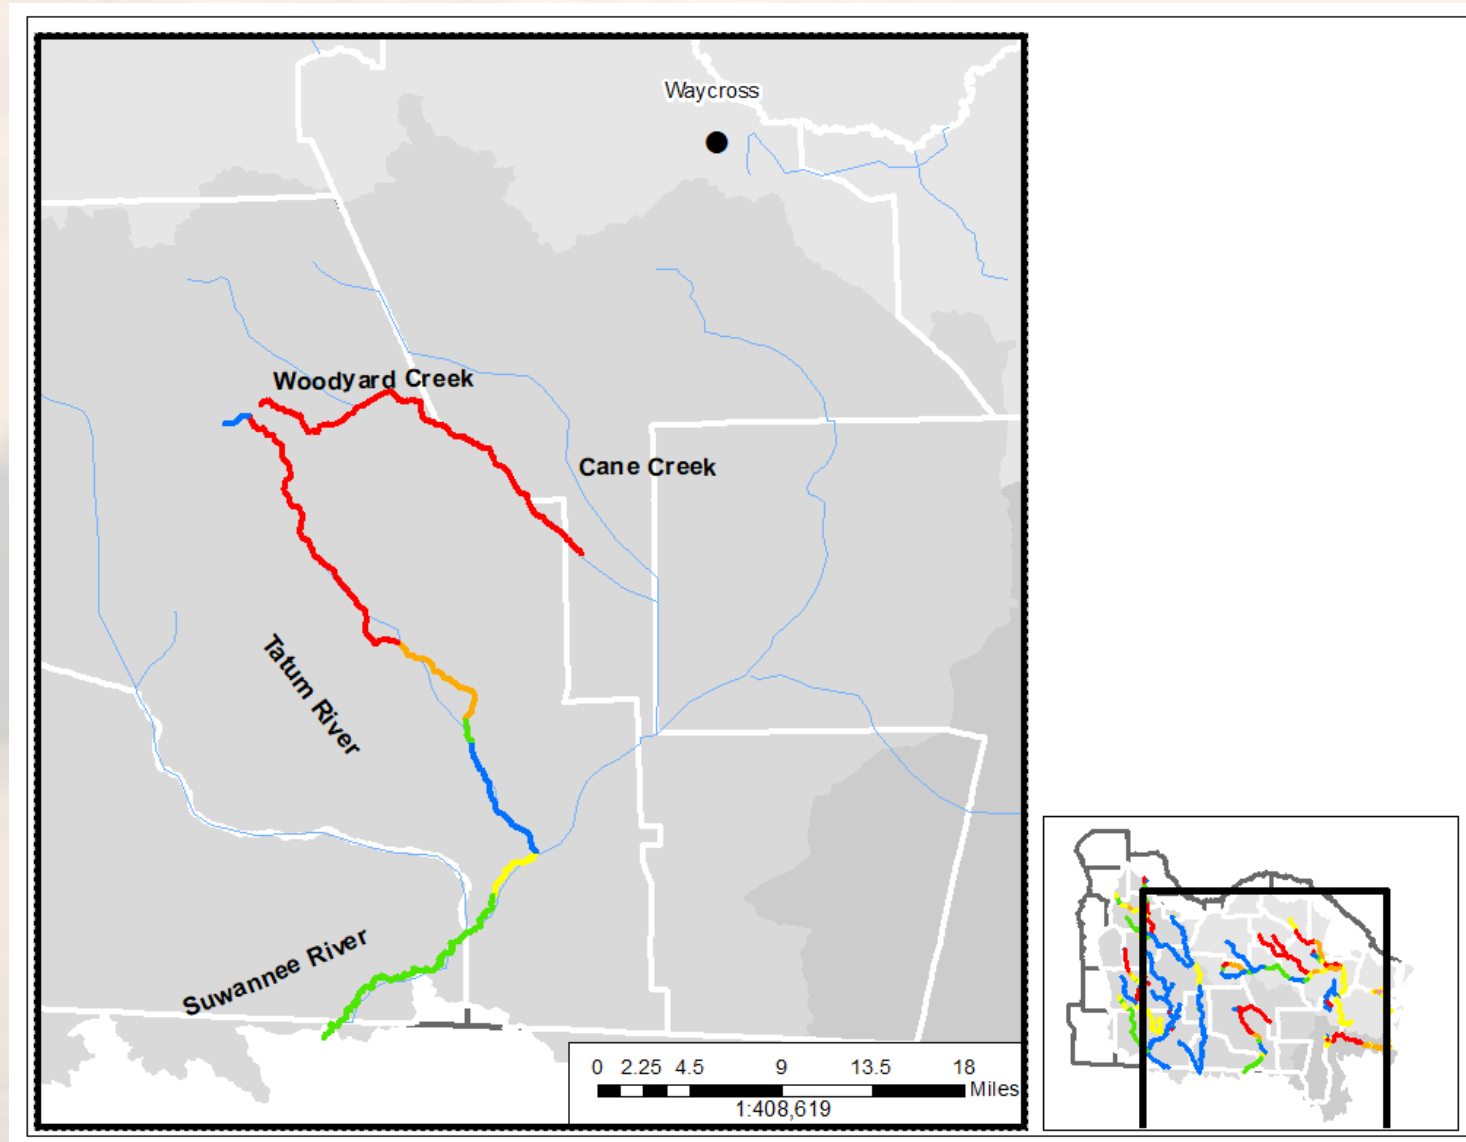 Waycross
Woodyard Creek
Cane Creek
Tatum River
Suwannee River
0 2.25 4.5 9 13.5 18
Miles
1:408,619